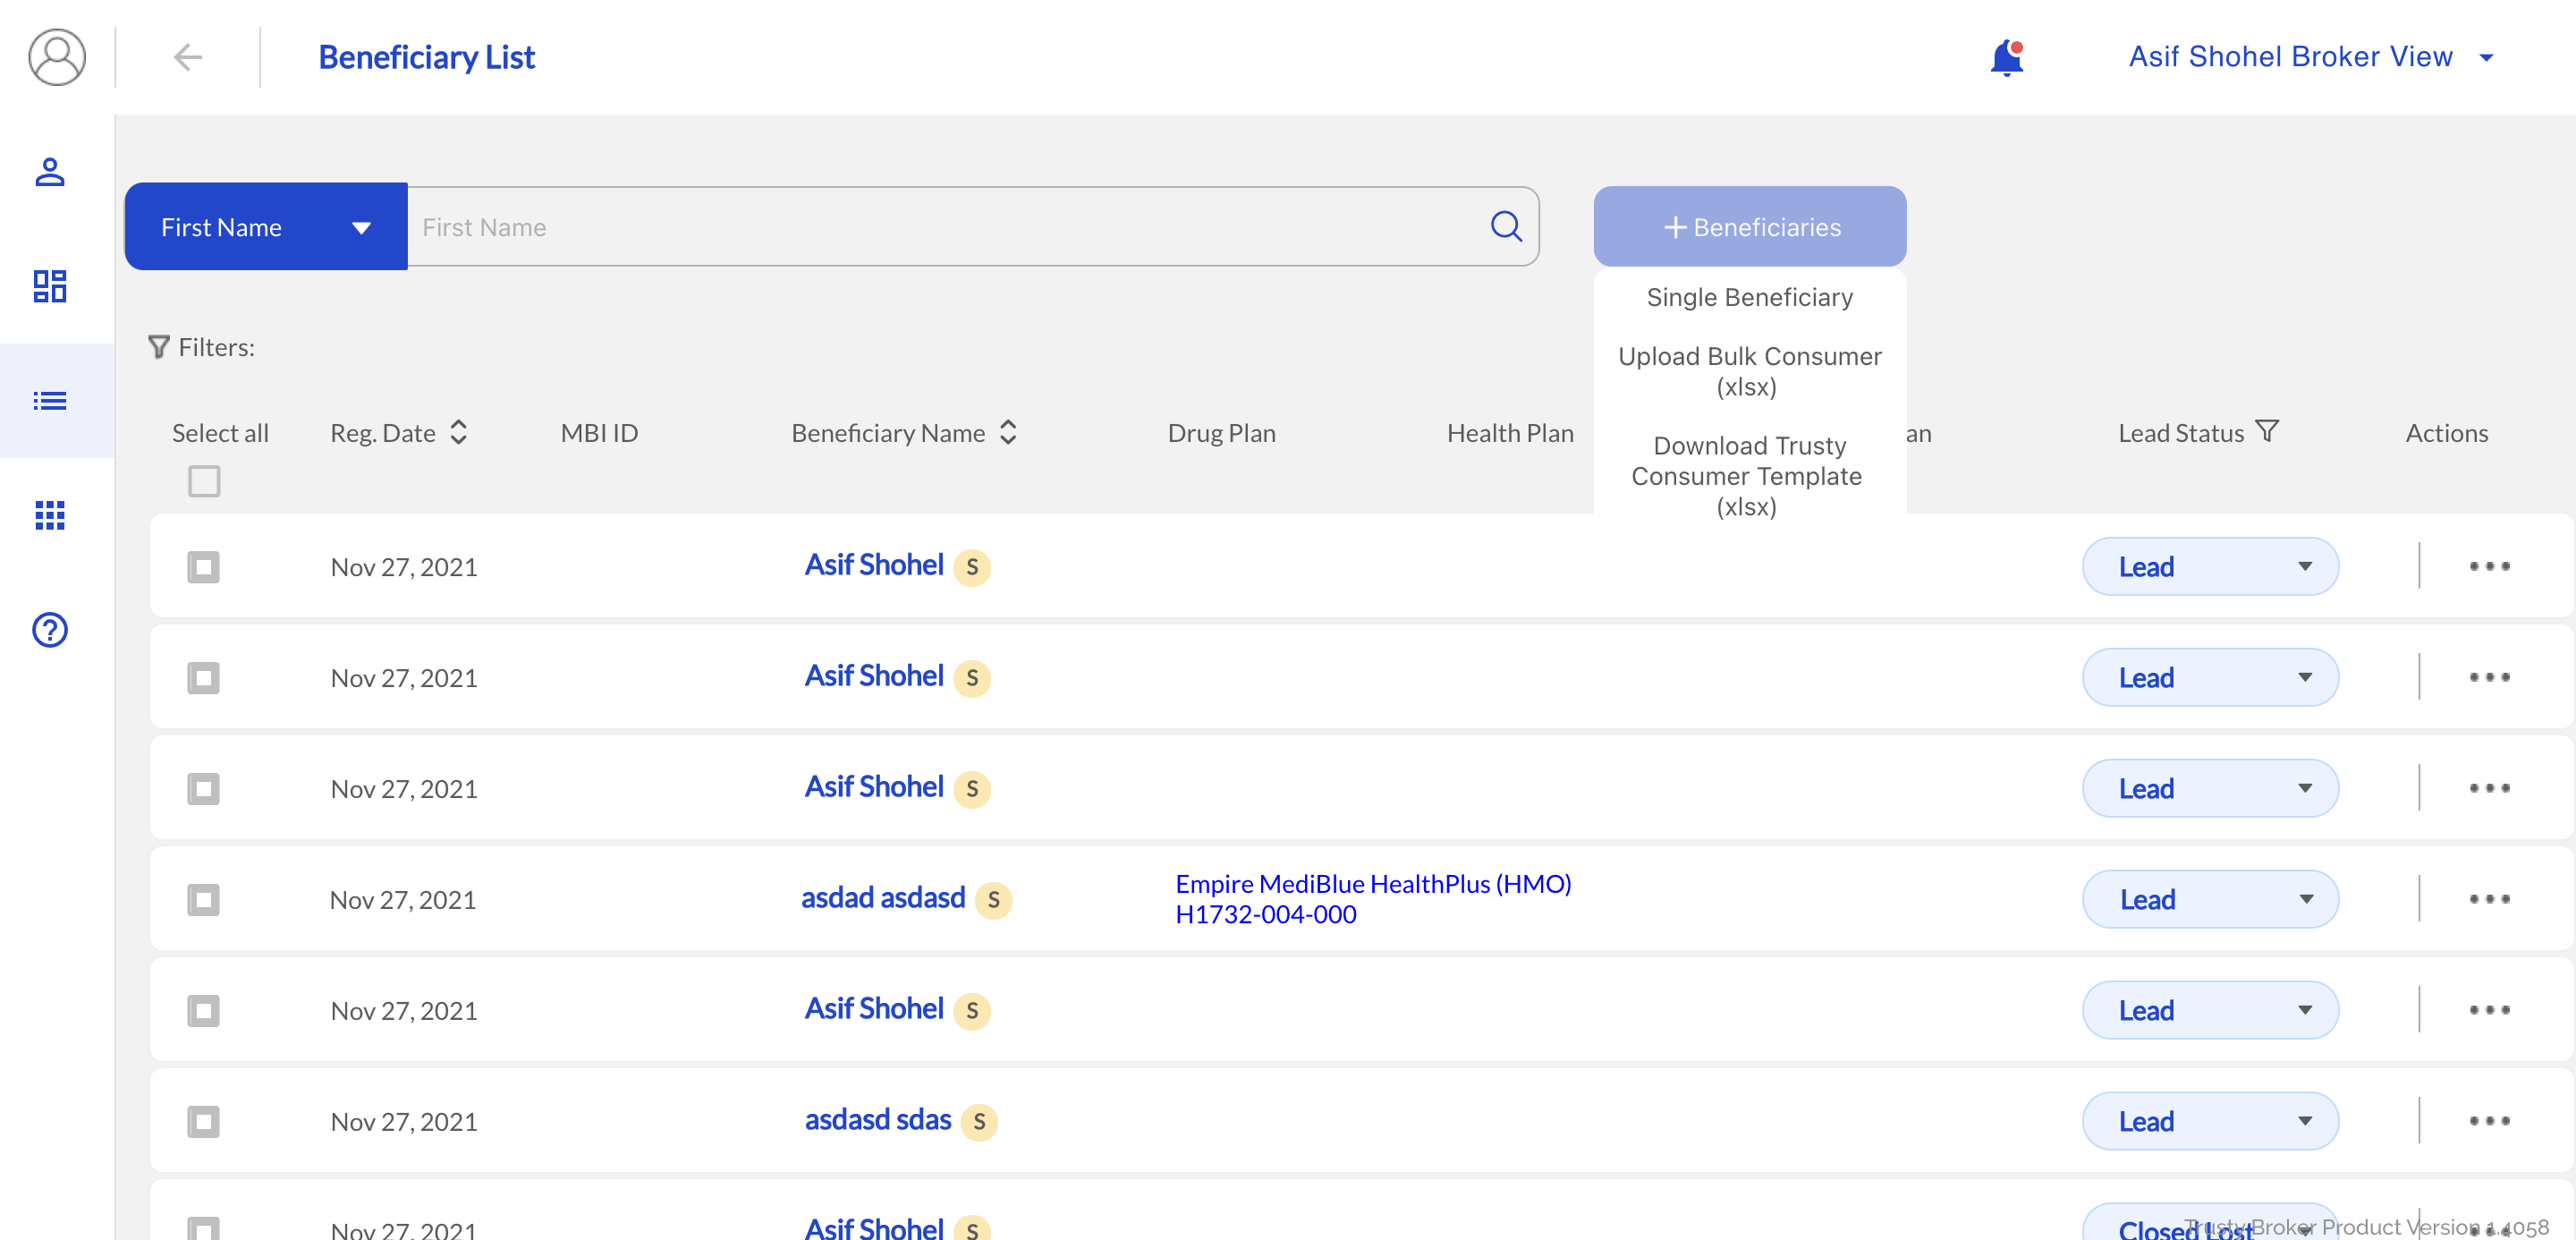 Beneficiary List
Asif Shohel Broker View
First Name
First Name
Beneficiaries
Single Beneficiary
Upload Bulk Consumer
(xlsx)
Download Trusty
Consumer Template
(xlsx)
Filters:
Select all Reg. Date MBI ID Beneficiary Name Drug Plan Health Plan an Lead Status Actions
Nov 27, 2021 Asif Shohel S Lead
Nov 27, 2021 Asif Shohel S Lead
Nov 27, 2021 Asif Shohel S Lead
Nov 27, 2021 asdad asdasd S Empire MediBlue HealthPlus (HMO) Lead
H1732-004-000
Nov 27, 2021 Asif Shohel S Lead
Nov 27, 2021 asdasd sdas S Lead
Nov 27, 2021 Asif Shohel S Closed Lost
Trusty Broker Product Version 1.4058